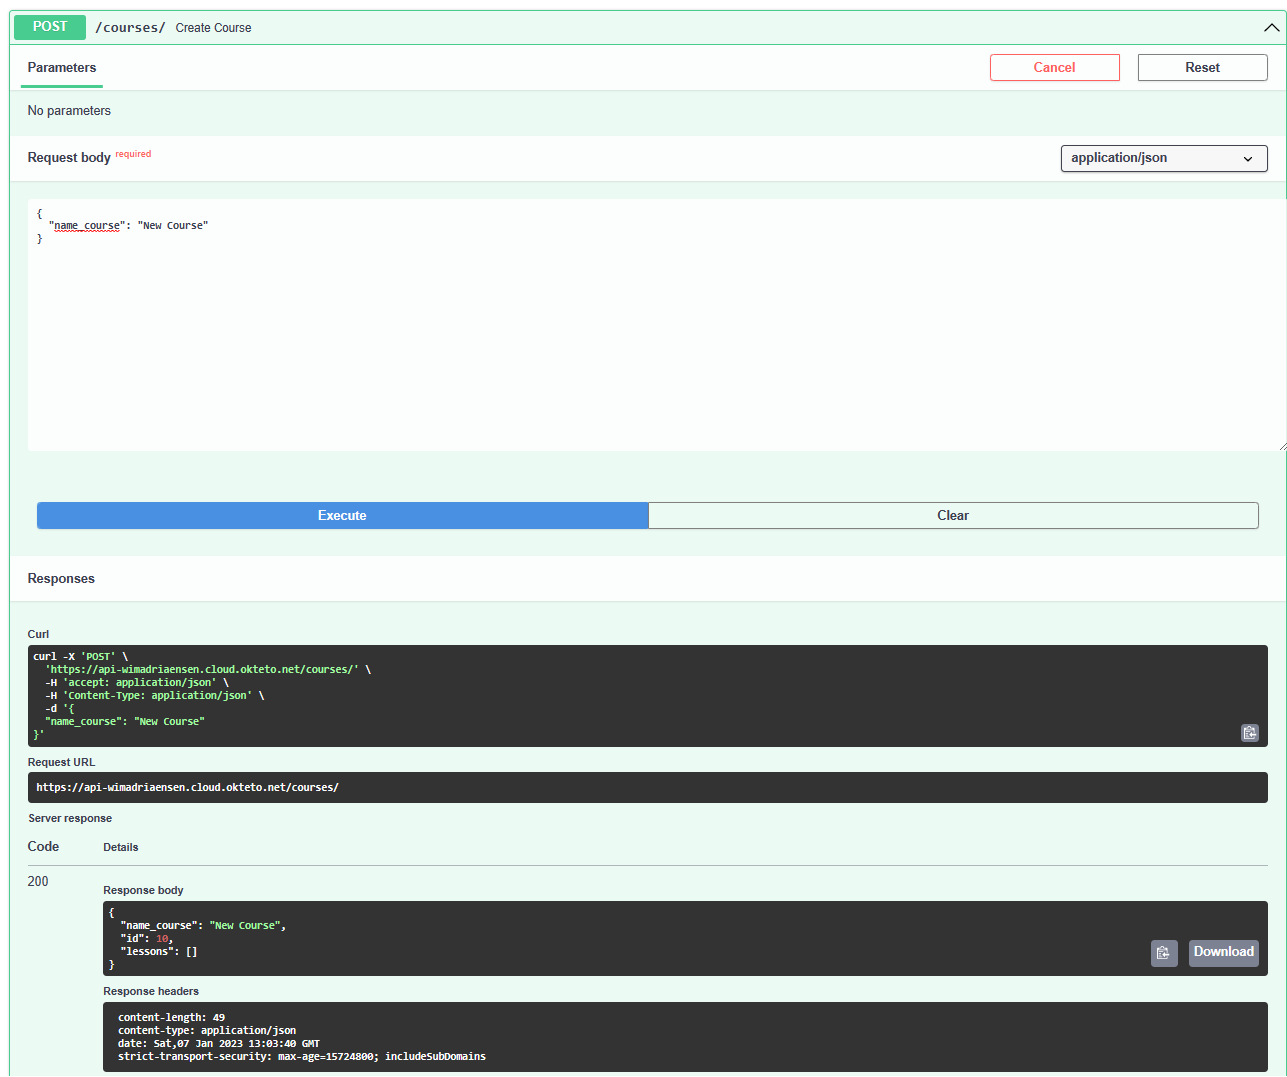 POST /courses/ Create Course
Parameters
Cancel
Reset
No parameters
Request body required
application/json
{
  "name_course": "New Course"
}
Execute
Clear
Responses
Curl
curl -X 'POST' \
  'https://api-wimadriaensen.cloud.okteto.net/courses/' \
  -H 'accept: application/json' \
  -H 'Content-Type: application/json' \
  -d '{
  "name_course": "New Course"
}'
Request URL
https://api-wimadriaensen.cloud.okteto.net/courses/
Server response
Code Details
200
Response body
{
  "name_course": "New Course",
  "id": 10,
  "lessons": []
}
Download
Response headers
content-length: 49
content-type: application/json
date: Sat,07 Jan 2023 13:03:40 GMT
strict-transport-security: max-age=15724800; includeSubDomains